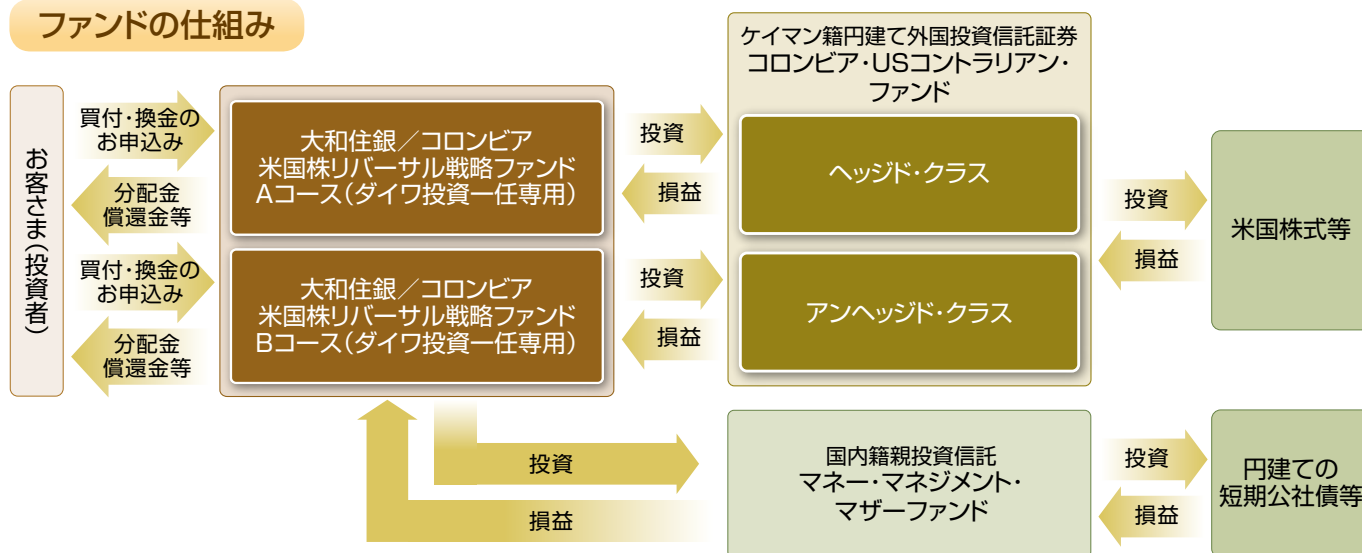 ファンドの仕組み
お客さま(投資者)
買付・換金の
お申込み
分配金
償還金等
買付・換金の
お申込み
分配金
償還金等
大和住銀/コロンビア
米国株リバーサル戦略ファンド
Aコース(ダイワ投資一任専用)
大和住銀/コロンビア
米国株リバーサル戦略ファンド
Bコース(ダイワ投資一任専用)
投資
損益
投資
損益
ケイマン籍円建て外国投資信託証券
コロンビア・USコントラリアン・
ファンド
ヘッジド・クラス
アンヘッジド・クラス
投資
損益
米国株式等
投資
損益
国内籍親投資信託
マネー・マネジメント・
マザーファンド
投資
損益
円建ての
短期公社債等